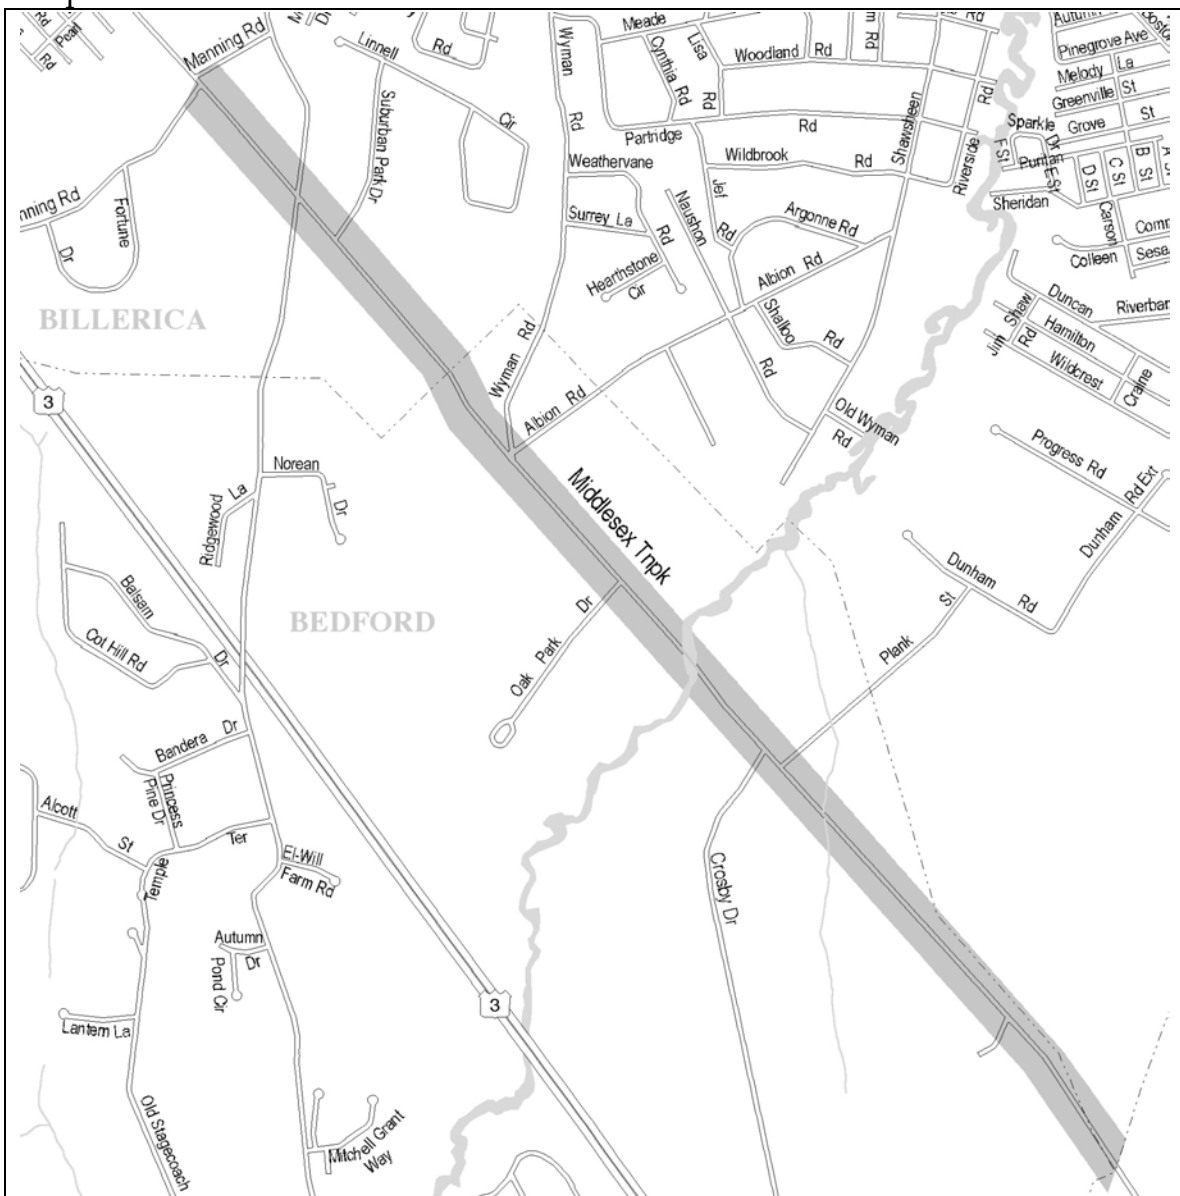 Pearl
Rd
Manning Rd
Dr
Linnell
Rd
Cir
Suburban Park Dr
Wyman
Rd
Meade
Cynthia Rd
Lisa
Rd
Woodland Rd
Rd
Partridge
Rd
Shawsheen
Riverside
Rd
Autumn
Pinegrove Ave
Melody La
Greenville St
Grove St
Sparkle
Dr
F St
Puritan
E St
D St
C St
B St
Sheridan
Carson
Colleen
Weathervane
Rd
Wildbrook Rd
Jef
Rd
Naushon
Rd
Surrey La
Hearthstone
Cir
Argonne Rd
Albion Rd
Shalloo
Rd
Fortune
Dr
BILLERICA
Duncan
Hamilton
Wildcrest
Jim Shaw
Rd
Craine
3
Wyman Rd
Albion Rd
Old Wyman
Rd
Progress Rd
Dunham Rd Ext
Norean
Dr
Ridgewood
La
Middlesex Tnpk
Dunham
Rd
Balsam
Dr
Cot Hill Rd
BEDFORD
Oak Park Dr
Plank
St
Bandera Dr
Princess
Pine Dr
Alcott
St
Temple
Ter
El-Will
Farm Rd
Crosby Dr
Autumn
Dr
Pond Cir
3
Lantern La
Old Stagecoach
Mitchell Grant
Way